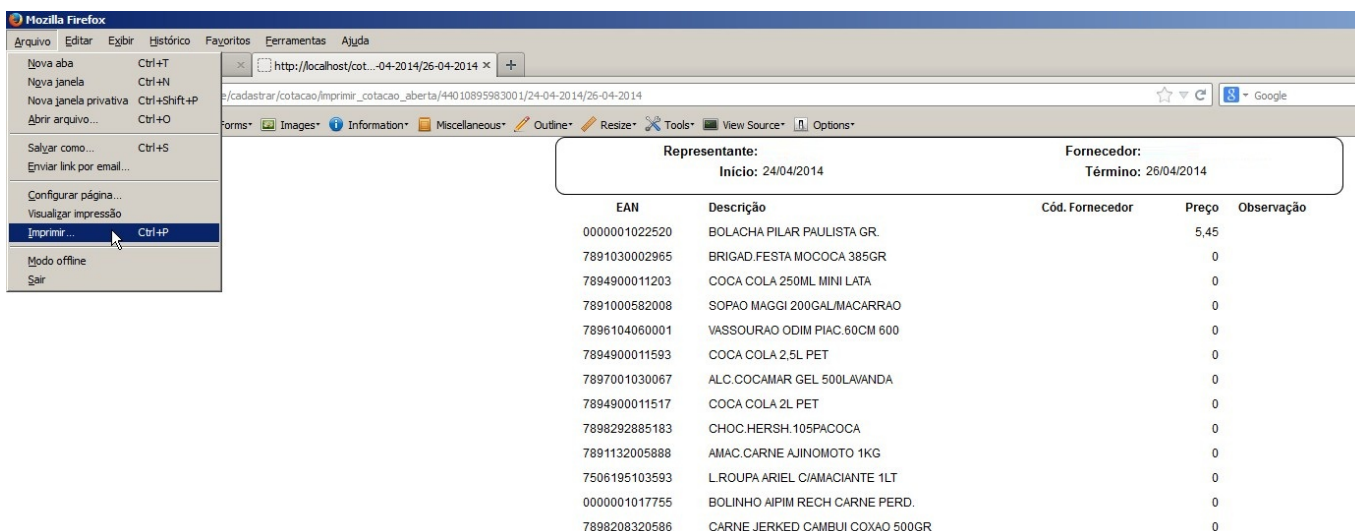 Mozilla Firefox
Arquivo Editar Exibir Histórico Favoritos Ferramentas Ajuda
Nova aba Ctrl+T
Nova janela Ctrl+N
Nova janela privativa Ctrl+Shift+P
Abrir arquivo... Ctrl+O
Salvar como... Ctrl+S
Enviar link por email...
Configurar página...
Visualizar impressão
Imprimir... Ctrl+P
Modo offline
Sair
http://localhost/cot...-04-2014/26-04-2014
e/cadastrar/cotacao/imprimir_cotacao_aberta/44010895983001/24-04-2014/26-04-2014
Google
Forms Images Information Miscellaneous Outline Resize Tools View Source Options
Representante: Fornecedor:
Início: 24/04/2014 Término: 26/04/2014
EAN Descrição Cód. Fornecedor Preço Observação
0000001022520 BOLACHA PILAR PAULISTA GR. 5,45
7891030002965 BRIGAD.FESTA MOCOCA 385GR 0
7894900011203 COCA COLA 250ML MINI LATA 0
7891000582008 SOPAO MAGGI 200GAL/MACARRAO 0
7896104060001 VASSOURAO ODIM PIAC.60CM 600 0
7894900011593 COCA COLA 2,5L PET 0
7897001030067 ALC.COCAMAR GEL 500LAVANDA 0
7894900011517 COCA COLA 2L PET 0
7898292885183 CHOC.HERSH.105PACOCA 0
7891132005888 AMAC.CARNE AJINOMOTO 1KG 0
7506195103593 L.ROUPA ARIEL C/AMACIANTE 1LT 0
0000001017755 BOLINHO AIPIM RECH CARNE PERD. 0
7898208320586 CARNE JERKED CAMBUI COXAO 500GR 0